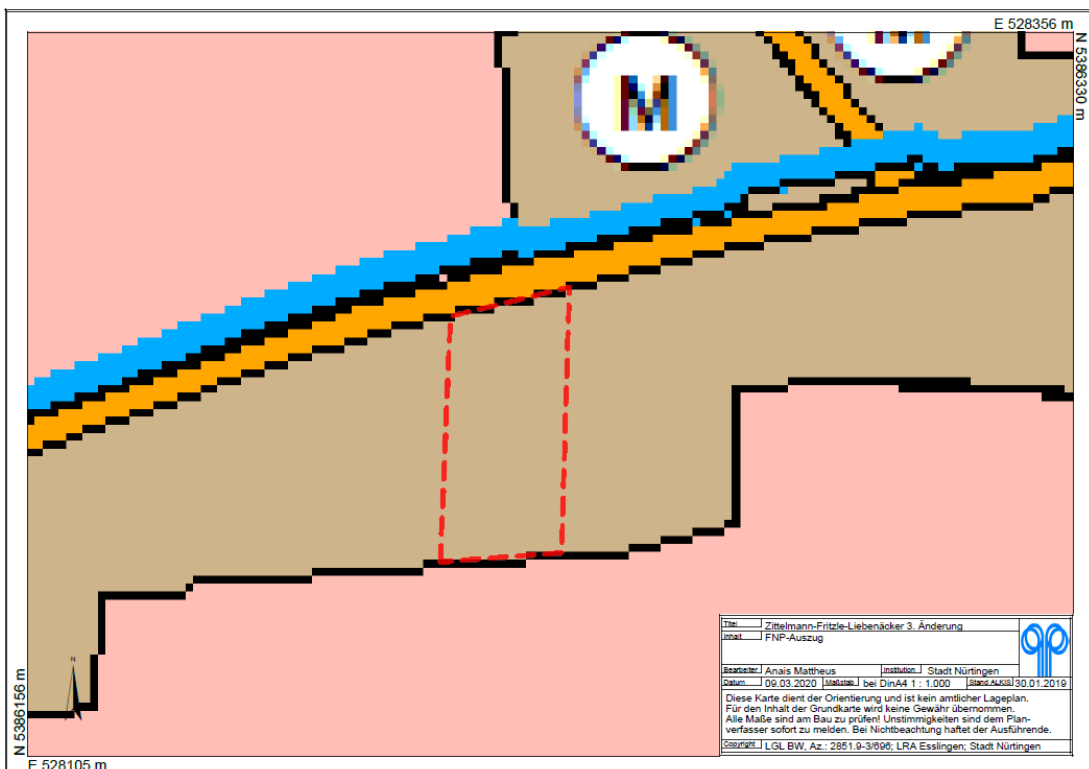 E 528356 m
N 5386330 m
M
M
N
N 5386156 m
E 528105 m
Titel Zittelmann-Fritzle-Liebenäcker 3. Änderung
Inhalt FNP-Auszug
Bearbeiter Anais Mattheus Institution Stadt Nürtingen
Datum 09.03.2020 Maßstab bei DinA4 1 : 1.000 Stand ALKIS 30.01.2019
Diese Karte dient der Orientierung und ist kein amtlicher Lageplan.
Für den Inhalt der Grundkarte wird keine Gewähr übernommen.
Alle Maße sind am Bau zu prüfen! Unstimmigkeiten sind dem Plan-
verfasser sofort zu melden. Bei Nichtbeachtung haftet der Ausführende.
Copyright LGL BW, Az.: 2851.9-3/696; LRA Esslingen; Stadt Nürtingen